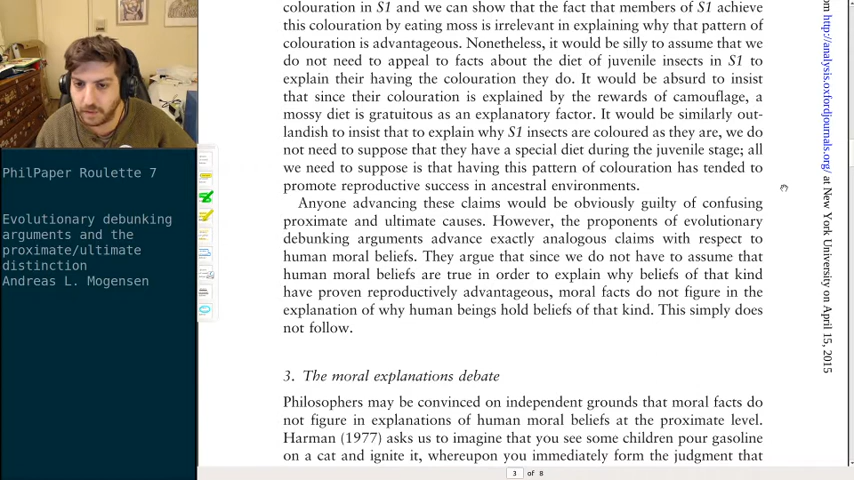 PhilPaper Roulette 7
Evolutionary debunking
arguments and the
proximate/ultimate
distinction
Andreas L. Mogensen
colouration in S1 and we can show that the fact that members of S1 achieve
this colouration by eating moss is irrelevant in explaining why that pattern of
colouration is advantageous. Nonetheless, it would be silly to assume that we
do not need to appeal to facts about the diet of juvenile insects in S1 to
explain their having the colouration they do. It would be absurd to insist
that since their colouration is explained by the rewards of camouflage, a
mossy diet is gratuitous as an explanatory factor. It would be similarly out-
landish to insist that to explain why S1 insects are coloured as they are, we do
not need to suppose that they have a special diet during the juvenile stage; all
we need to suppose is that having this pattern of colouration has tended to
promote reproductive success in ancestral environments.
Anyone advancing these claims would be obviously guilty of confusing
proximate and ultimate causes. However, the proponents of evolutionary
debunking arguments advance exactly analogous claims with respect to
human moral beliefs. They argue that since we do not have to assume that
human moral beliefs are true in order to explain why beliefs of that kind
have proven reproductively advantageous, moral facts do not figure in the
explanation of why human beings hold beliefs of that kind. This simply does
not follow.
3. The moral explanations debate
Philosophers may be convinced on independent grounds that moral facts do
not figure in explanations of human moral beliefs at the proximate level.
Harman (1977) asks us to imagine that you see some children pour gasoline
on a cat and ignite it, whereupon you immediately form the judgment that
3 of 8
om http://analysis.oxfordjournals.org/ at New York University on April 15, 2015